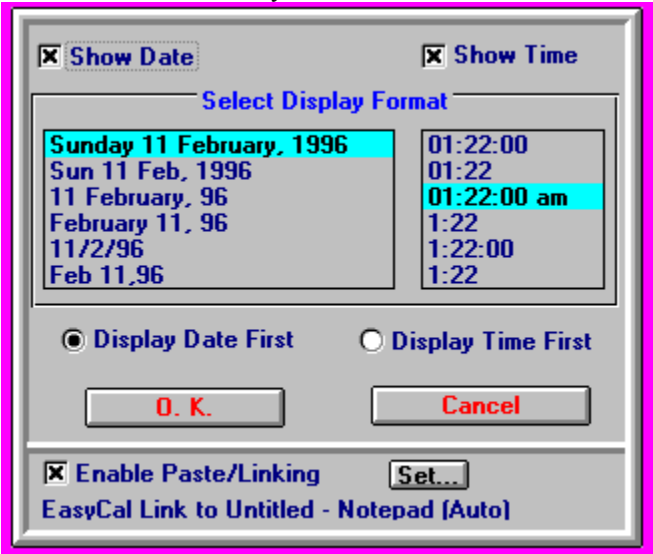 Show Date
Show Time
Select Display Format
Sunday 11 February, 1996
Sun 11 Feb, 1996
11 February, 96
February 11, 96
11/2/96
Feb 11,96
01:22:00
01:22
01:22:00 am
1:22
1:22:00
1:22
Display Date First
Display Time First
O. K.
Cancel
Enable Paste/Linking
Set...
EasyCal Link to Untitled - Notepad (Auto)